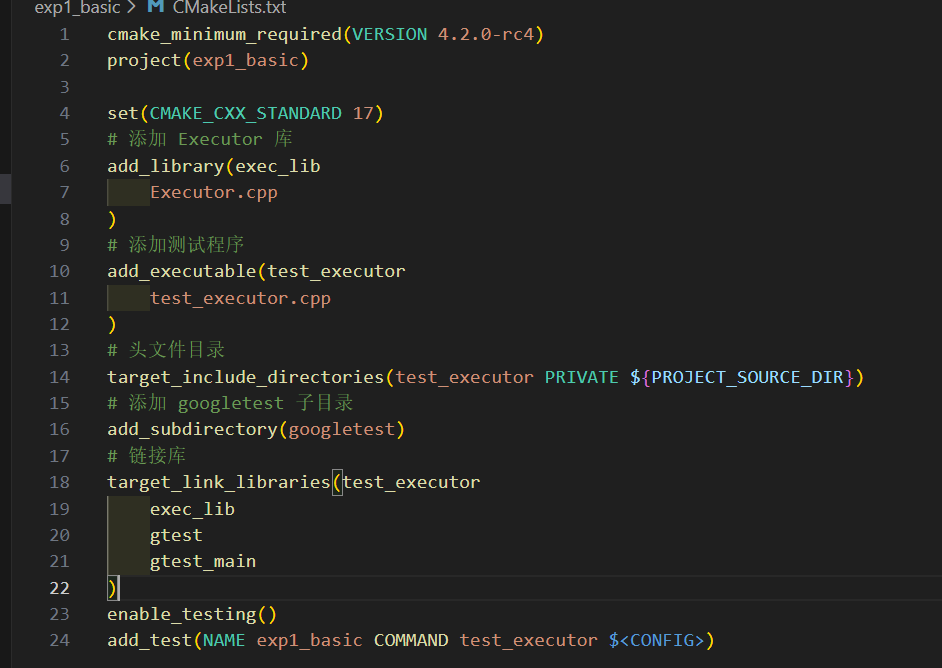 exp1_basic > M CMakeLists.txt
1 cmake_minimum_required(VERSION 4.2.0-rc4)
2 project(exp1_basic)
3
4 set(CMAKE_CXX_STANDARD 17)
5 # 添加 Executor 库
6 add_library(exec_lib
7     Executor.cpp
8 )
9 # 添加测试程序
10 add_executable(test_executor
11     test_executor.cpp
12 )
13 # 头文件目录
14 target_include_directories(test_executor PRIVATE ${PROJECT_SOURCE_DIR})
15 # 添加 googletest 子目录
16 add_subdirectory(googletest)
17 # 链接库
18 target_link_libraries(test_executor
19     exec_lib
20     gtest
21     gtest_main
22 )
23 enable_testing()
24 add_test(NAME exp1_basic COMMAND test_executor $<CONFIG>)